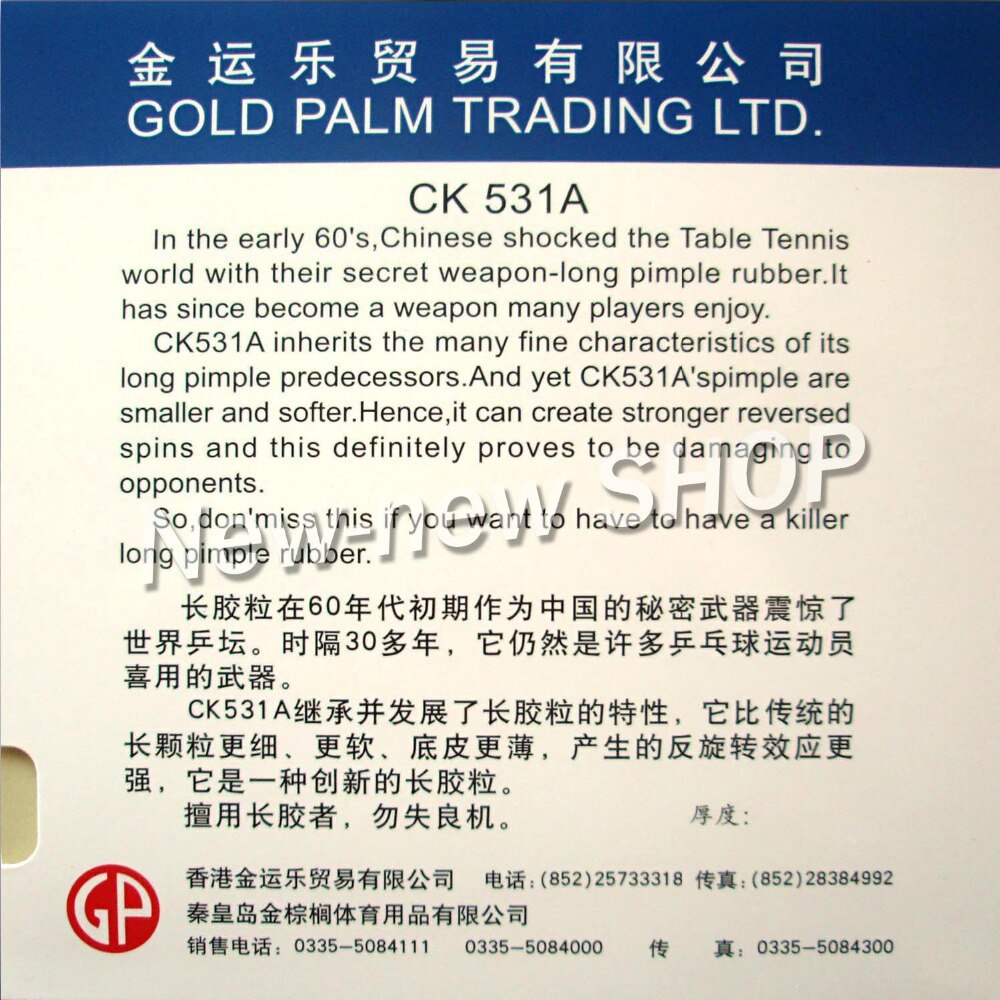 金运乐贸易有限公司
GOLD PALM TRADING LTD.
CK 531A
In the early 60's,Chinese shocked the Table Tennis
world with their secret weapon-long pimple rubber.It
has since become a weapon many players enjoy.
CK531A inherits the many fine characteristics of its
long pimple predecessors.And yet CK531A'spimple are
smaller and softer.Hence,it can create stronger reversed
spins and this definitely proves to be damaging to
opponents.
So,don'miss this if you want to have to have a killer
long pimple rubber.
New-new SHOP
长胶粒在60年代初期作为中国的秘密武器震惊了
世界乒坛。时隔30多年，它仍然是许多乒乓球运动员
喜用的武器。
CK531A继承并发展了长胶粒的特性，它比传统的
长颗粒更细、更软、底皮更薄，产生的反旋转效应更
强，它是一种创新的长胶粒。
擅用长胶者，勿失良机。 厚度：
GP
香港金运乐贸易有限公司 电话：(852)25733318 传真：(852)28384992
秦皇岛金棕榈体育用品有限公司
销售电话：0335-5084111 0335-5084000 传 真：0335-5084300